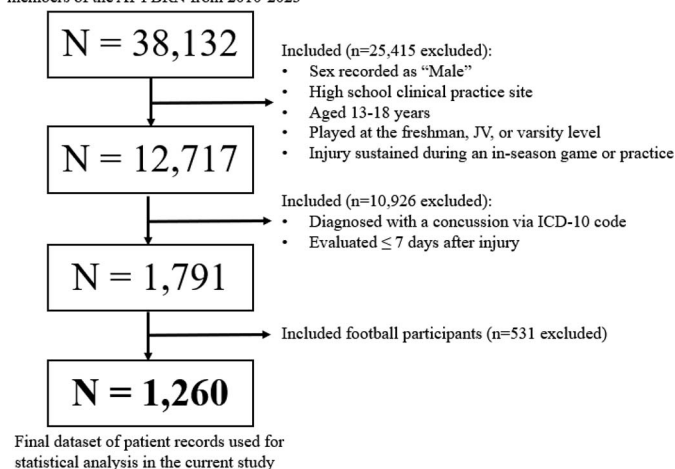 members of the AT-PBRN from 2016-2023
N = 38,132
Included (n=25,415 excluded):
• Sex recorded as “Male”
• High school clinical practice site
• Aged 13-18 years
• Played at the freshman, JV, or varsity level
• Injury sustained during an in-season game or practice
N = 12,717
Included (n=10,926 excluded):
• Diagnosed with a concussion via ICD-10 code
• Evaluated ≤ 7 days after injury
N = 1,791
Included football participants (n=531 excluded)
N = 1,260
Final dataset of patient records used for
statistical analysis in the current study